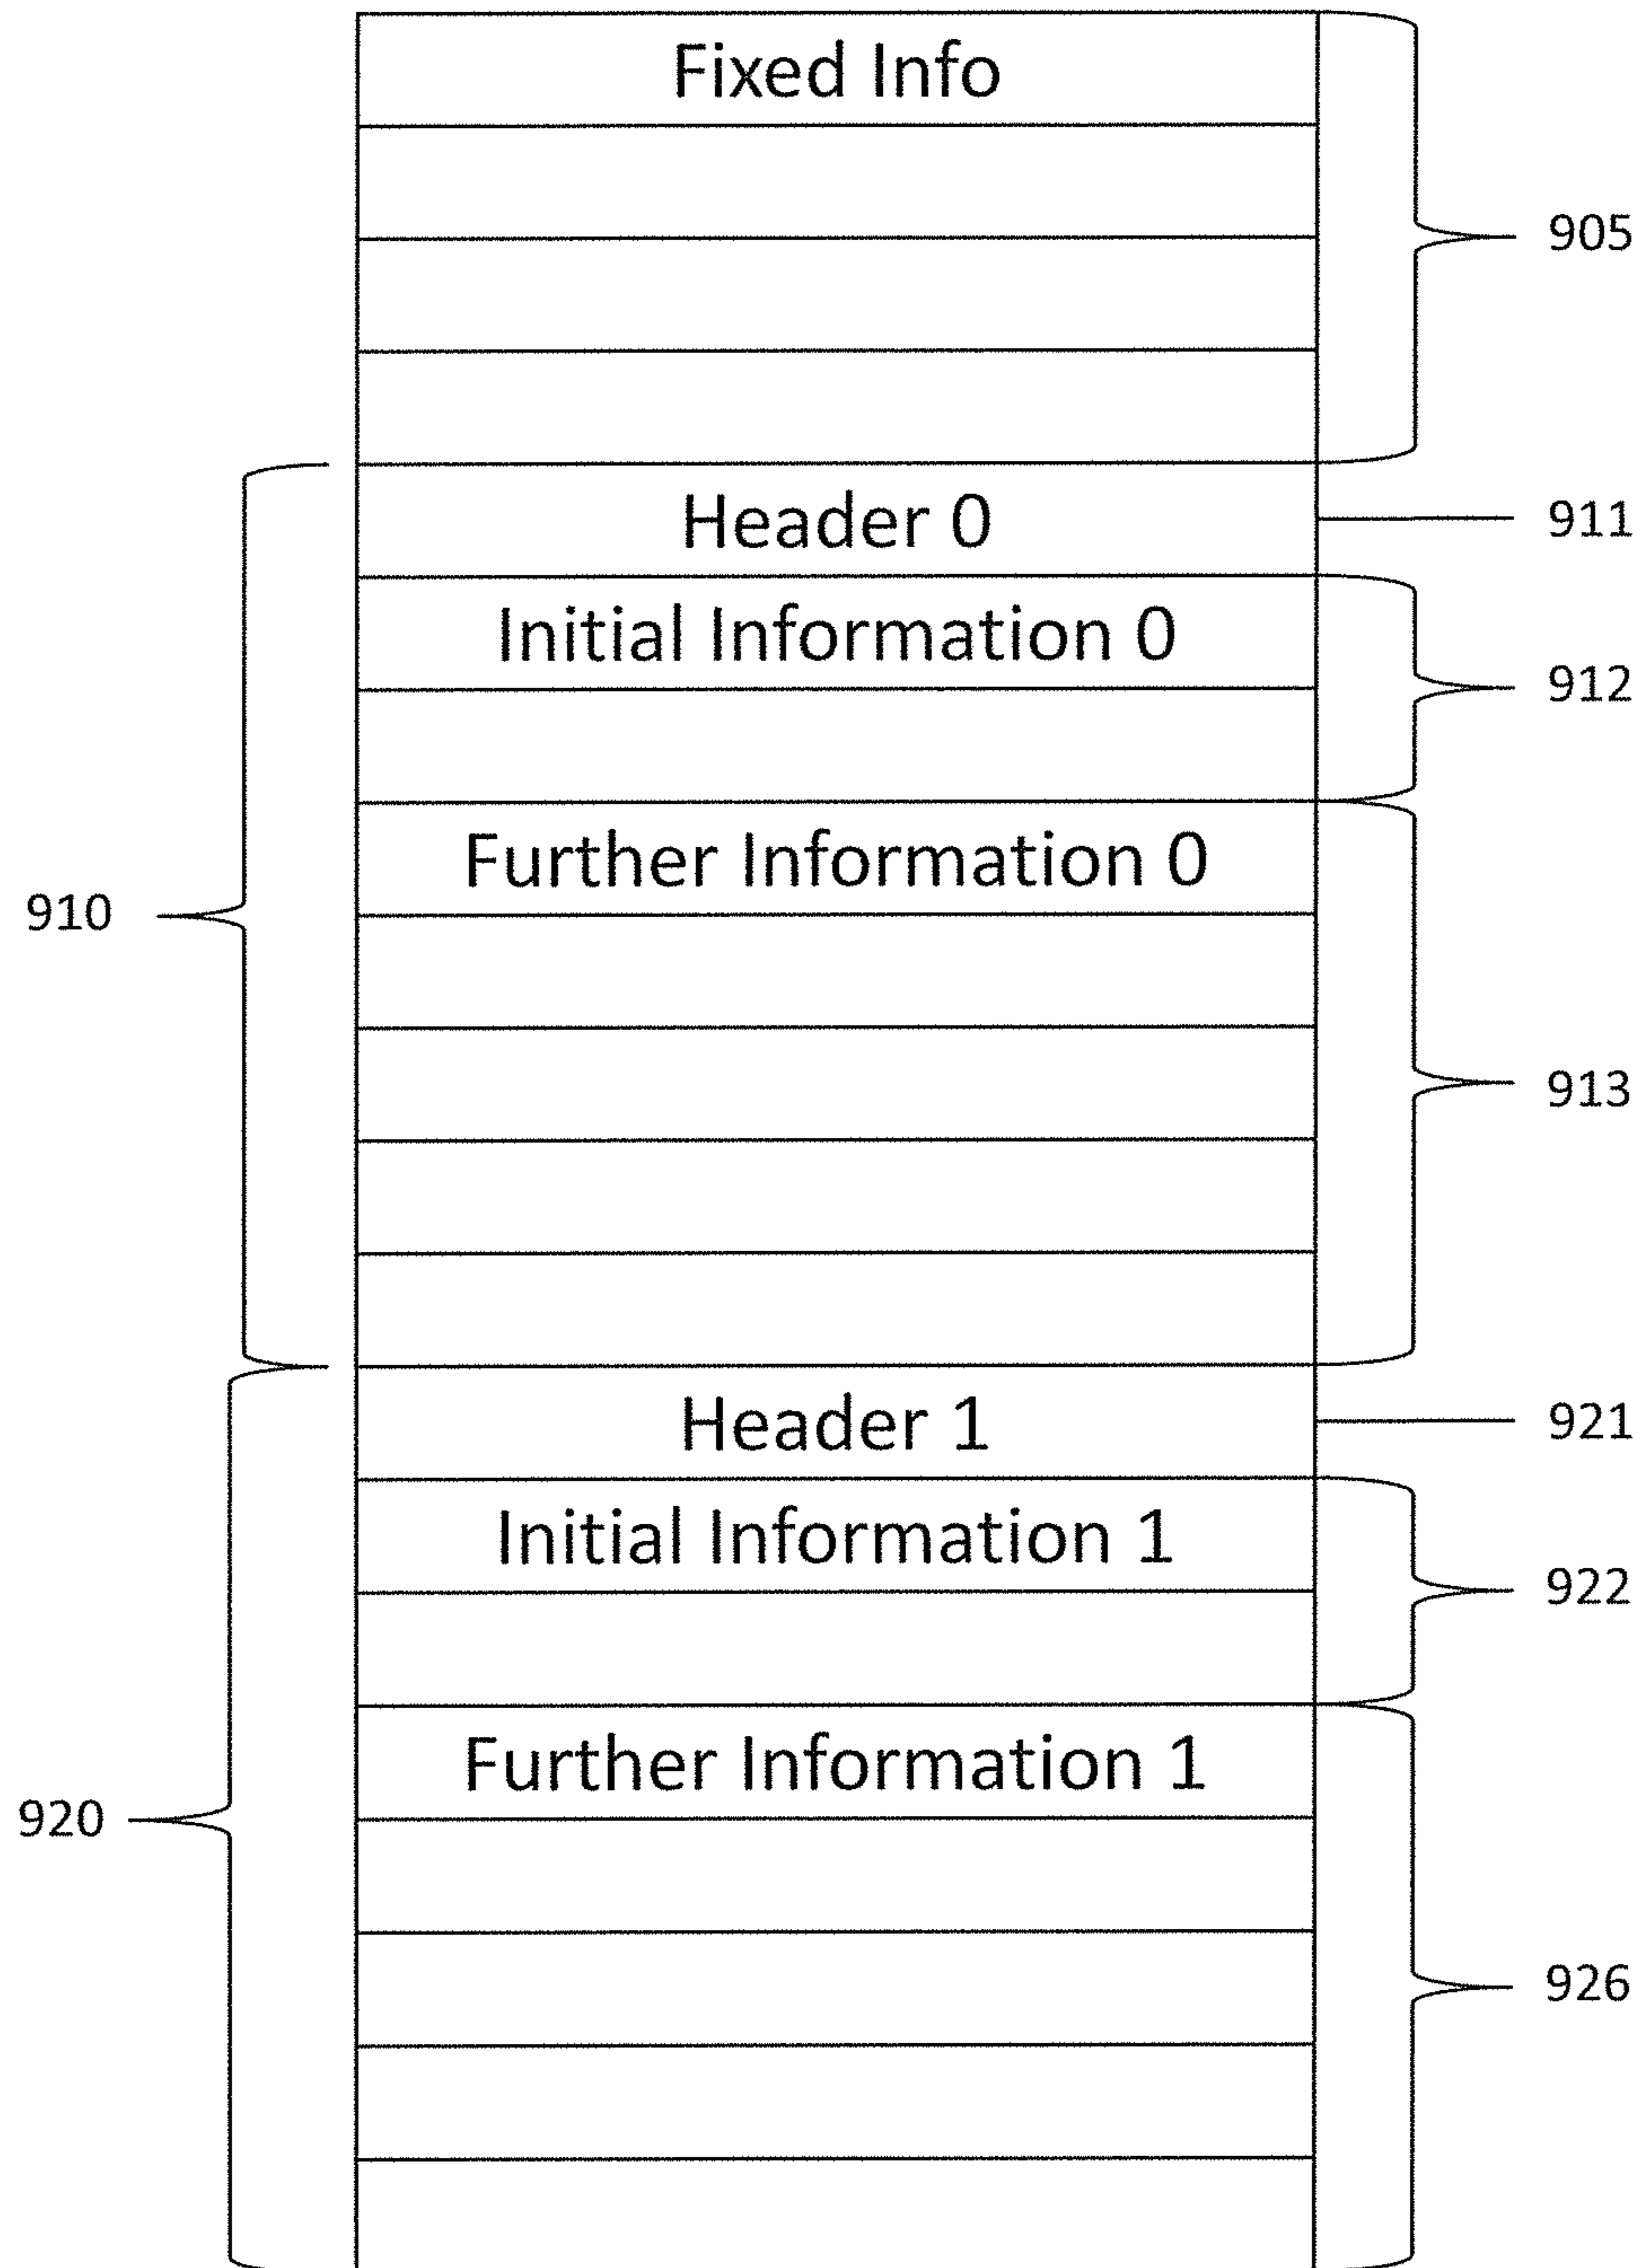 Fixed Info
905
Header 0
911
Initial Information 0
912
Further Information 0
910
913
Header 1
921
Initial Information 1
922
Further Information 1
920
926